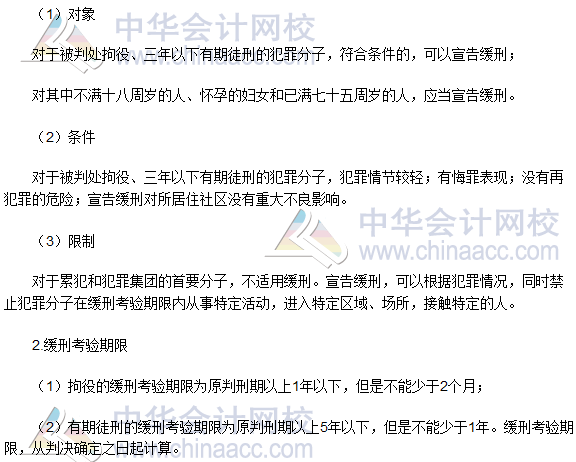 （1）对象
中华会计网校
www.chinaacc.com
对于被判处拘役、三年以下有期徒刑的犯罪分子，符合条件的，可以宣告缓刑；
对其中不满十八周岁的人、怀孕的妇女和已满七十五周岁的人，应当宣告缓刑。
（2）条件
对于被判处拘役、三年以下有期徒刑的犯罪分子，犯罪情节较轻；有悔罪表现；没有再
犯罪的危险；宣告缓刑对所居住社区没有重大不良影响。
中华会计网校
www.chinaacc.com
（3）限制
对于累犯和犯罪集团的首要分子，不适用缓刑。宣告缓刑，可以根据犯罪情况，同时禁
止犯罪分子在缓刑考验期限内从事特定活动，进入特定区域、场所，接触特定的人。
2.缓刑考验期限
（1）拘役的缓刑考验期限为原判刑期以上1年以下，但是不能少于2个月；
中华会计网校
www.chinaacc.com
（2）有期徒刑的缓刑考验期限为原判刑期以上5年以下，但是不能少于1年。缓刑考验期
限，从判决确定之日起计算。